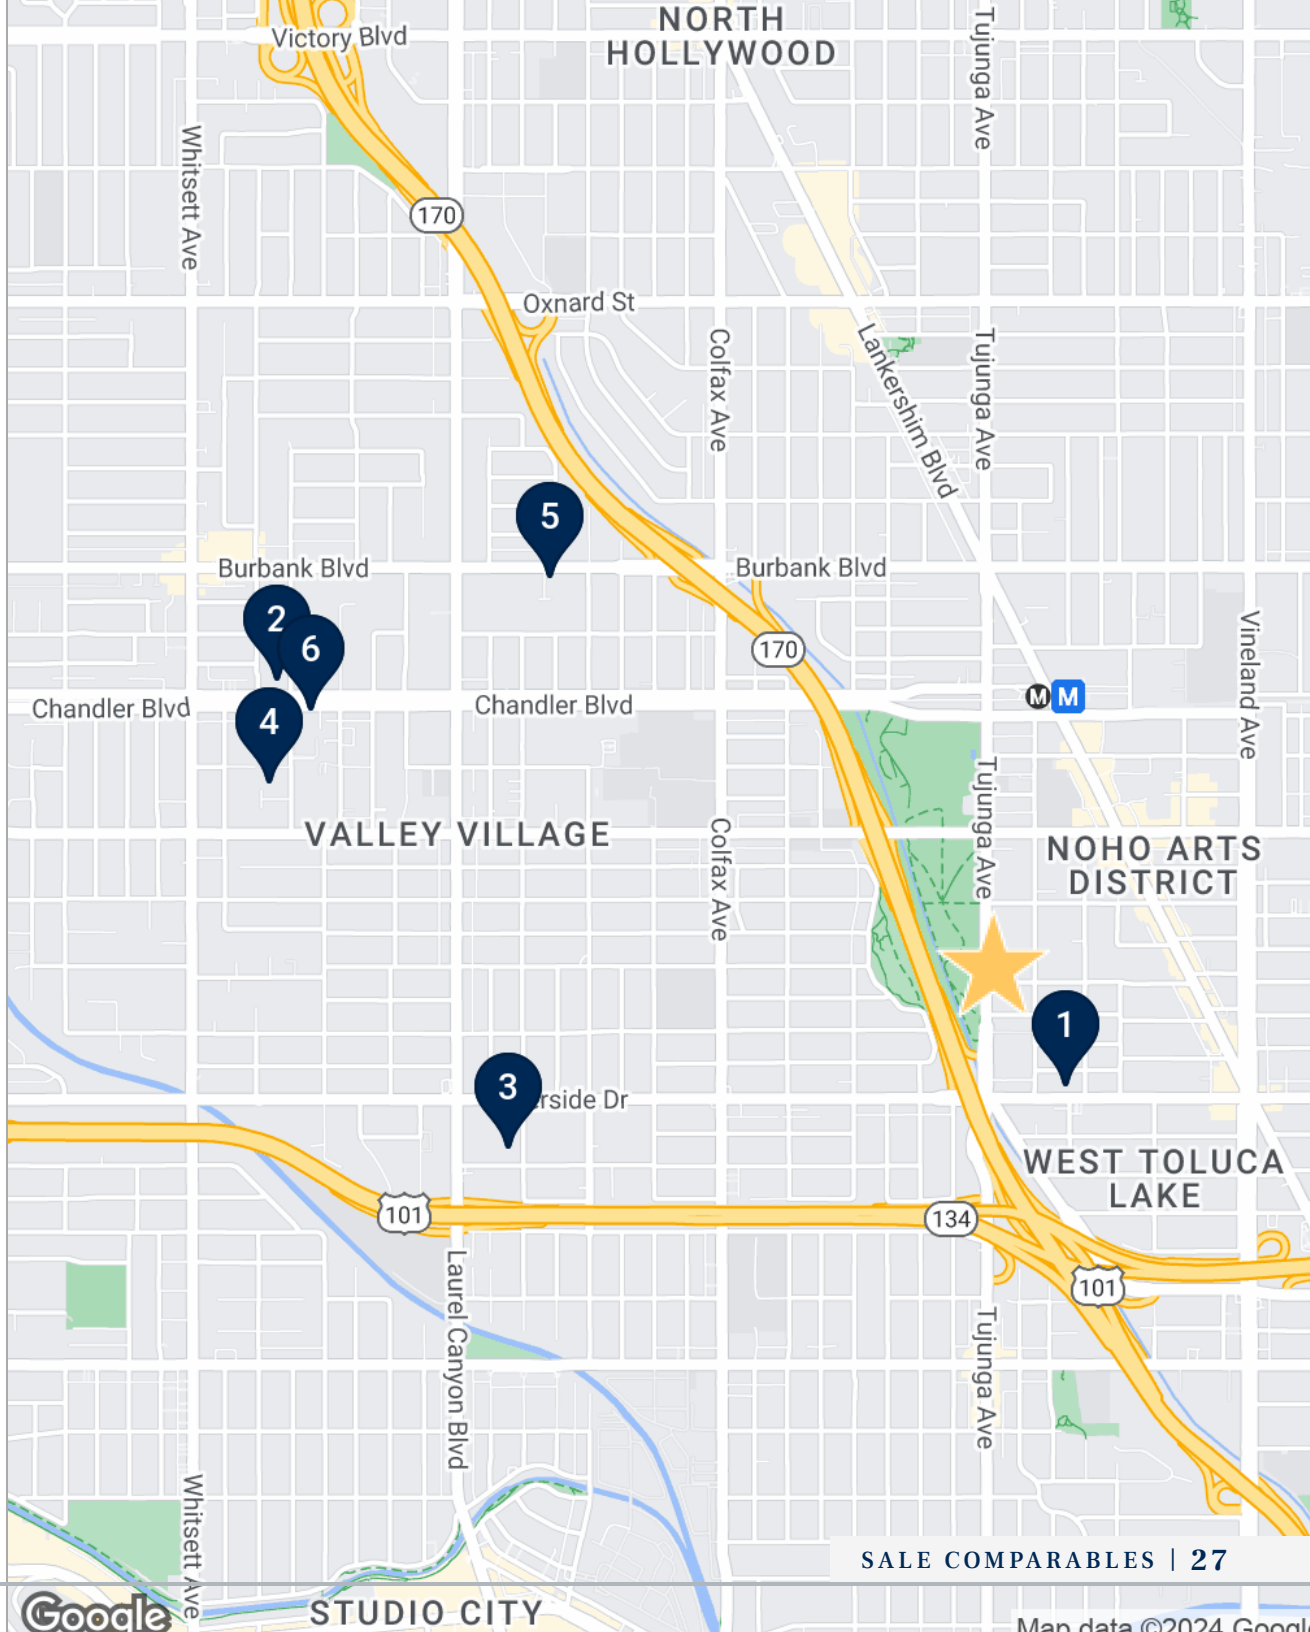 NORTH
HOLLYWOOD
Victory Blvd
Tujunga Ave
Whitsett Ave
170
Oxnard St
Colfax Ave
Lankershim Blvd
Tujunga Ave
5
Burbank Blvd
Burbank Blvd
2
6
170
Vineland Ave
Chandler Blvd
4
Chandler Blvd
M
M
Tujunga Ave
VALLEY VILLAGE
Colfax Ave
NOHO ARTS
DISTRICT
1
3
erside Dr
WEST TOLUCA
LAKE
101
134
101
Laurel Canyon Blvd
Tujunga Ave
Whitsett Ave
SALE COMPARABLES | 27
Google
STUDIO CITY
Map data ©2024 Google